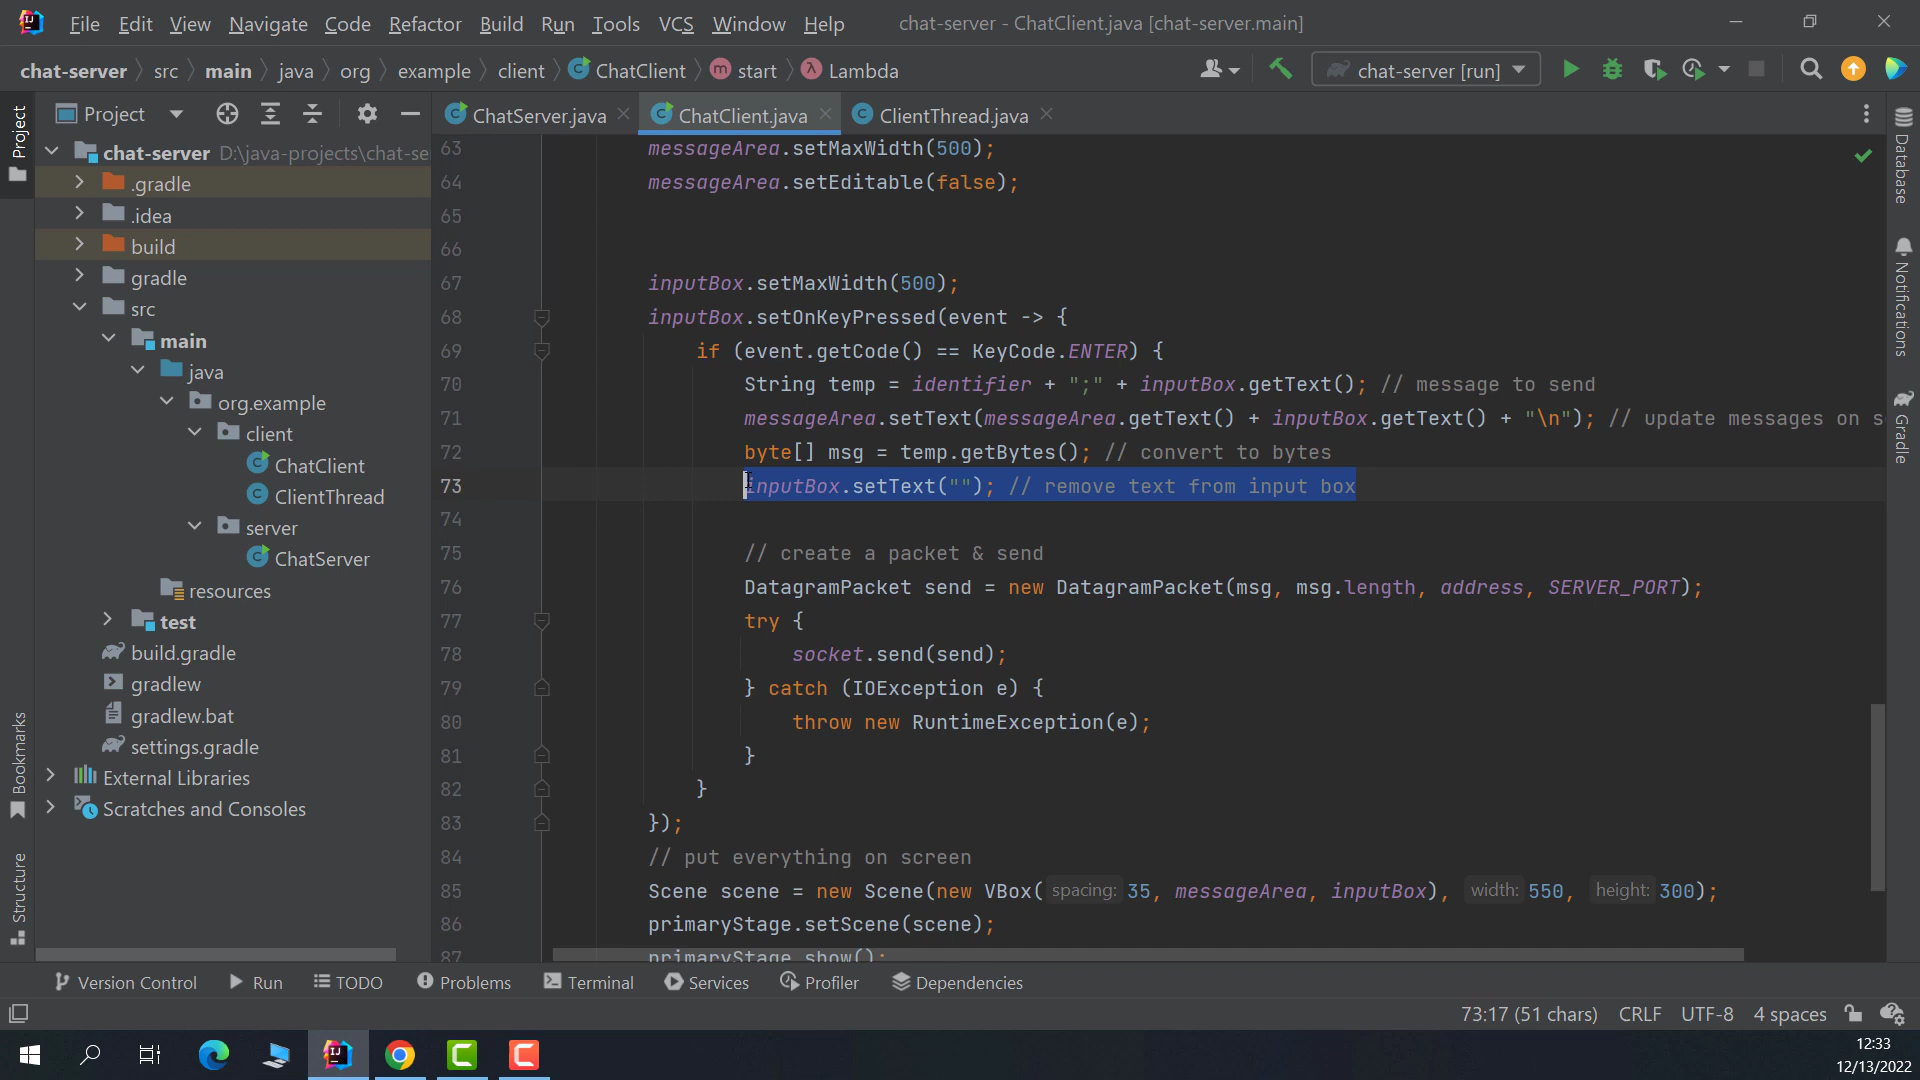 File Edit View Navigate Code Refactor Build Run Tools VCS Window Help chat-server - ChatClient.java [chat-server.main]
chat-server src main java org example client ChatClient start Lambda chat-server [run]
Project ChatServer.java ChatClient.java ClientThread.java
chat-server D:\java-projects\chat-se
.gradle
.idea
build
gradle
src
main
java
org.example
client
ChatClient
ClientThread
server
ChatServer
resources
test
build.gradle
gradlew
gradlew.bat
settings.gradle
External Libraries
Scratches and Consoles
Project
Bookmarks
Structure
63 messageArea.setMaxWidth(500);
64 messageArea.setEditable(false);
65
66
67 inputBox.setMaxWidth(500);
68 inputBox.setOnKeyPressed(event -> {
69 if (event.getCode() == KeyCode.ENTER) {
70 String temp = identifier + ";" + inputBox.getText(); // message to send
71 messageArea.setText(messageArea.getText() + inputBox.getText() + "\n"); // update messages on s
72 byte[] msg = temp.getBytes(); // convert to bytes
73 inputBox.setText(""); // remove text from input box
74
75 // create a packet & send
76 DatagramPacket send = new DatagramPacket(msg, msg.length, address, SERVER_PORT);
77 try {
78 socket.send(send);
79 } catch (IOException e) {
80 throw new RuntimeException(e);
81 }
82 }
83 });
84 // put everything on screen
85 Scene scene = new Scene(new VBox( spacing: 35, messageArea, inputBox), width: 550, height: 300);
86 primaryStage.setScene(scene);
87 primaryStage.show();
Database
Notifications
Gradle
Version Control Run TODO Problems Terminal Services Profiler Dependencies
73:17 (51 chars) CRLF UTF-8 4 spaces
12:33
12/13/2022